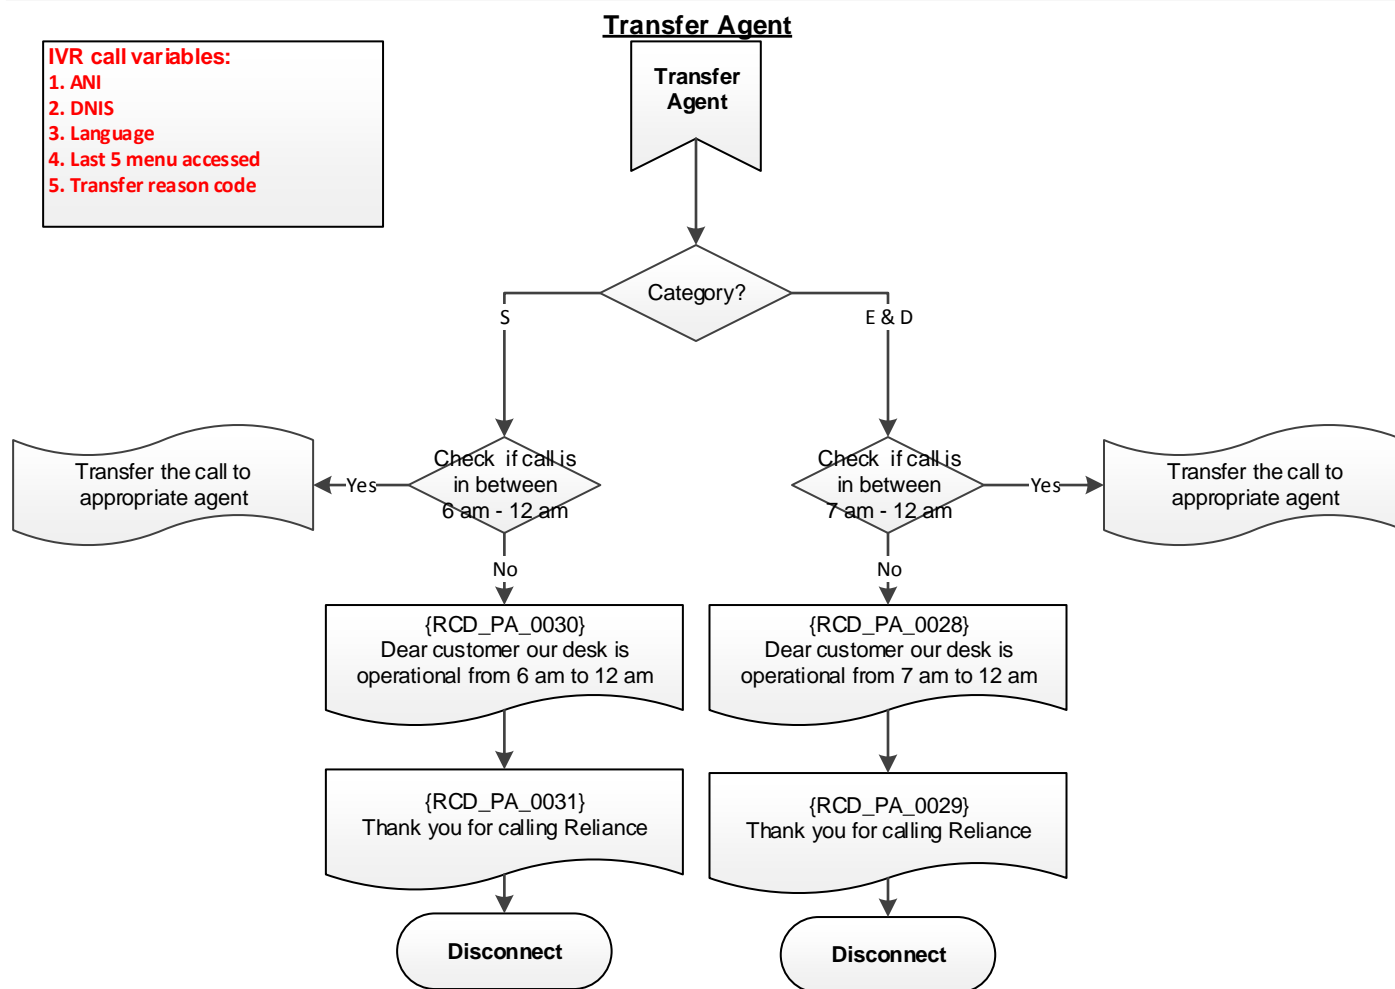 Transfer Agent
IVR call variables:
1. ANI
2. DNIS
3. Language
4. Last 5 menu accessed
5. Transfer reason code
Transfer
Agent
Category?
S
E & D
Transfer the call to
appropriate agent
Yes
Check if call is
in between
6 am - 12 am
Check if call is
in between
7 am - 12 am
Yes
Transfer the call to
appropriate agent
No
No
{RCD_PA_0030}
Dear customer our desk is
operational from 6 am to 12 am
{RCD_PA_0028}
Dear customer our desk is
operational from 7 am to 12 am
{RCD_PA_0031}
Thank you for calling Reliance
{RCD_PA_0029}
Thank you for calling Reliance
Disconnect
Disconnect